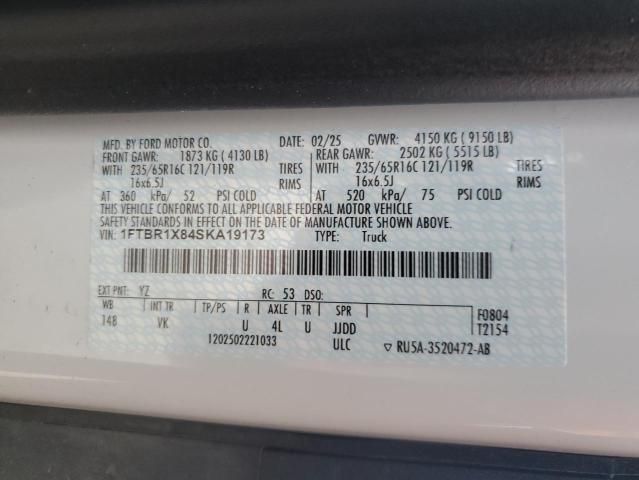 MFD. BY FORD MOTOR CO. DATE: 02/25 GVWR: 4150 KG ( 9150 LB)
FRONT GAWR: 1873 KG ( 4130 LB) REAR GAWR: 2502 KG ( 5515 LB)
WITH 235/65R16C 121/119R TIRES WITH 235/65R16C 121/119R TIRES
16x6.5J RIMS 16x6.5J RIMS
AT 360 kPa/ 52 PSI COLD AT 520 kPa/ 75 PSI COLD
THIS VEHICLE CONFORMS TO ALL APPLICABLE FEDERAL MOTOR VEHICLE
SAFETY STANDARDS IN EFFECT ON THE DATE OF MANUFACTURE SHOWN ABOVE.
VIN: 1FTBR1X84SKA19173 TYPE: Truck
EXT PNT: YZ RC: 53 DSO:
WB INT TR TP/PS R AXLE TR SPR F0804
148 VK U 4L U JJDD T2154
1202502221033 ULC ▽ RU5A-3520472-AB